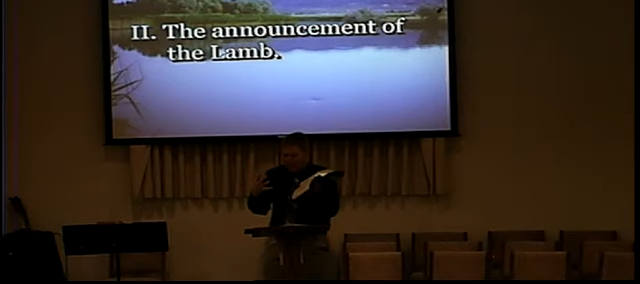 II. The announcement of
the Lamb.